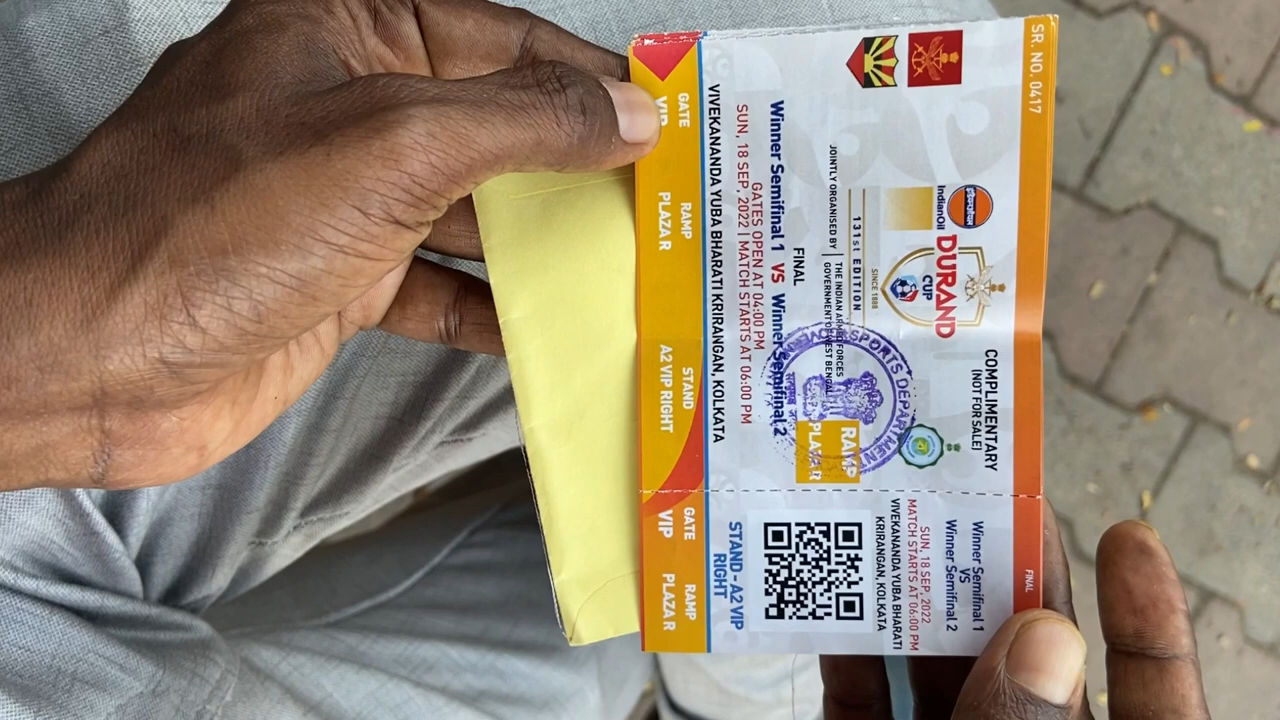 SR. NO. 0417
इंडियनऑयल
IndianOil
DURAND
CUP
SINCE 1888
131st EDITION
COMPLIMENTARY
(NOT FOR SALE)
JOINTLY ORGANISED BY
THE INDIAN ARMED FORCES
GOVERNMENT OF WEST BENGAL
SPORTS DEPARTMENT
RAMP
PLAZA R
FINAL
Winner Semifinal 1 VS Winner Semifinal 2
GATES OPEN AT 04:00 PM
SUN, 18 SEP, 2022 | MATCH STARTS AT 06:00 PM
VIVEKANANDA YUBA BHARATI KRIRANGAN, KOLKATA
GATE
VIP
RAMP
PLAZA R
STAND
A2 VIP RIGHT
FINAL
Winner Semifinal 1
VS
Winner Semifinal 2
SUN, 18 SEP, 2022
MATCH STARTS AT 06:00 PM
VIVEKANANDA YUBA BHARATI
KRIRANGAN, KOLKATA
STAND - A2 VIP
RIGHT
GATE
VIP
RAMP
PLAZA R